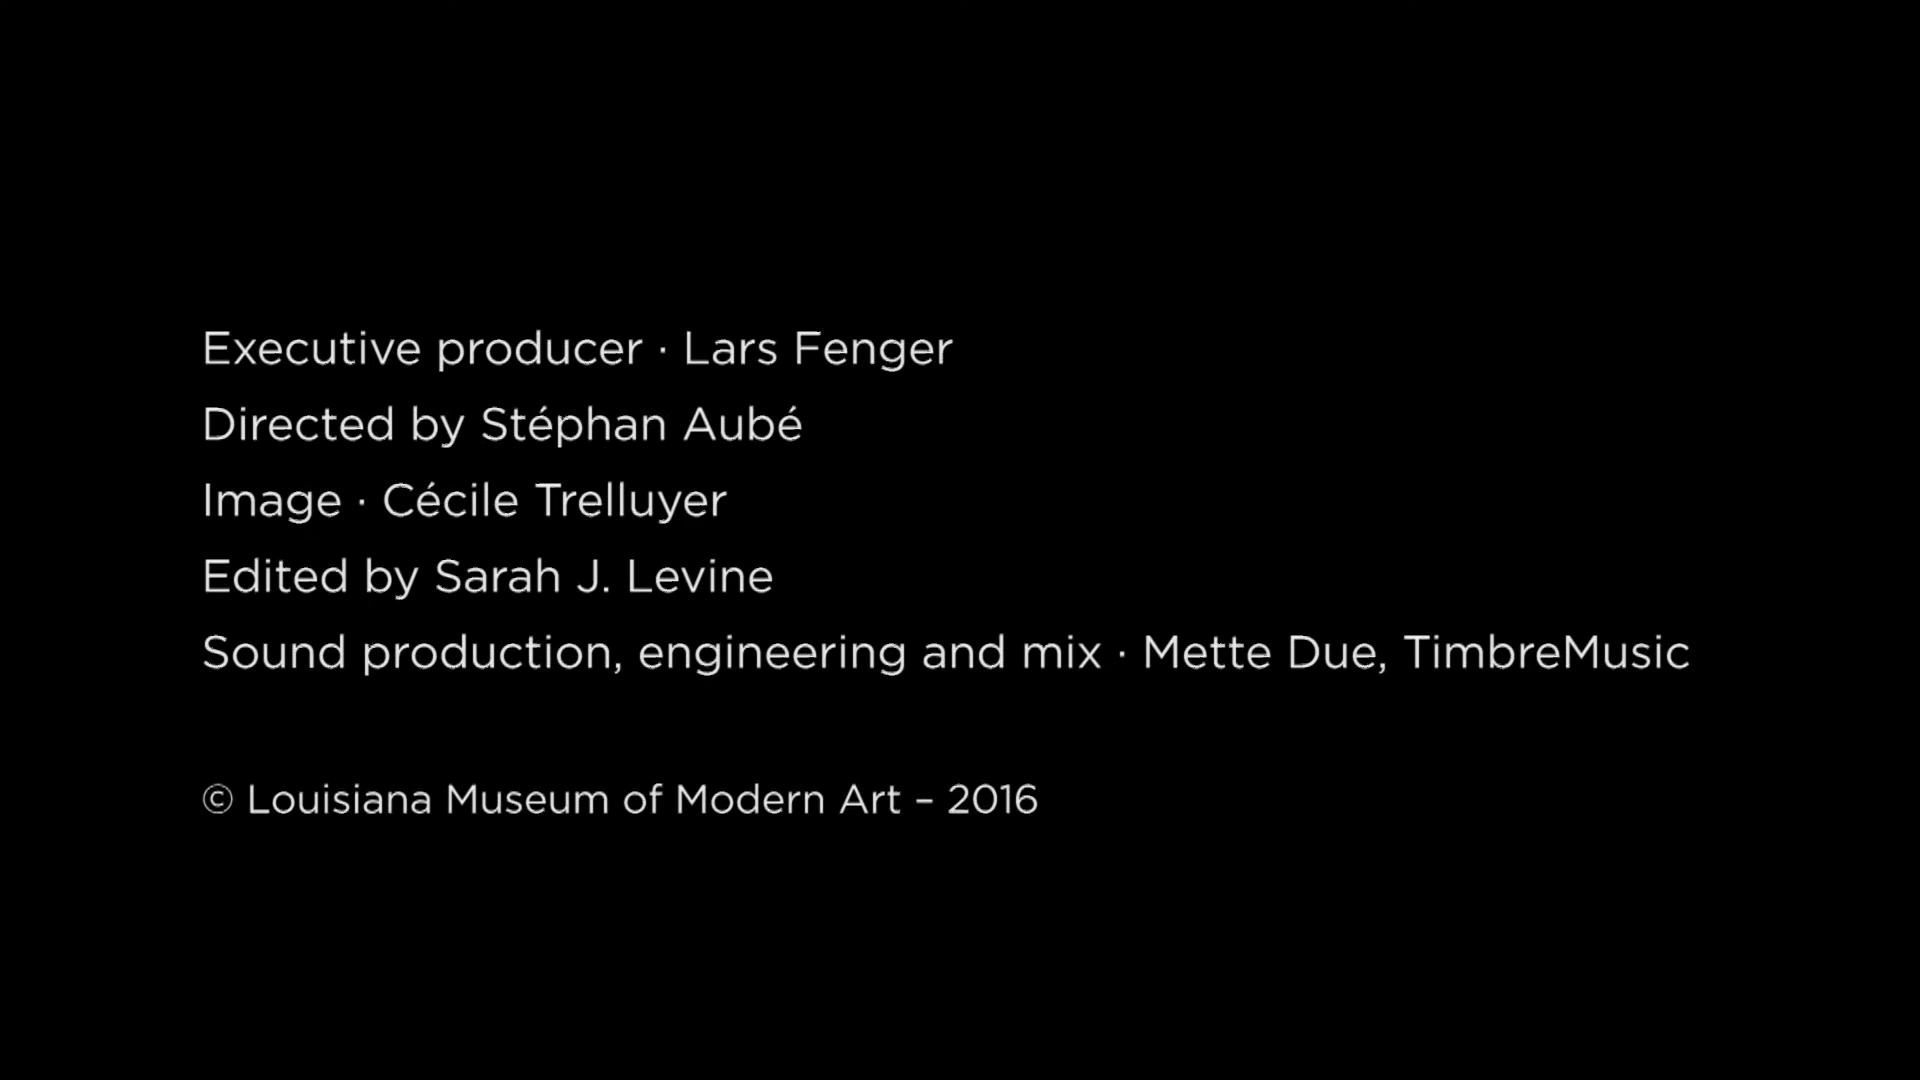 Executive producer · Lars Fenger
Directed by Stéphan Aubé
Image · Cécile Trelluyer
Edited by Sarah J. Levine
Sound production, engineering and mix · Mette Due, TimbreMusic
© Louisiana Museum of Modern Art – 2016